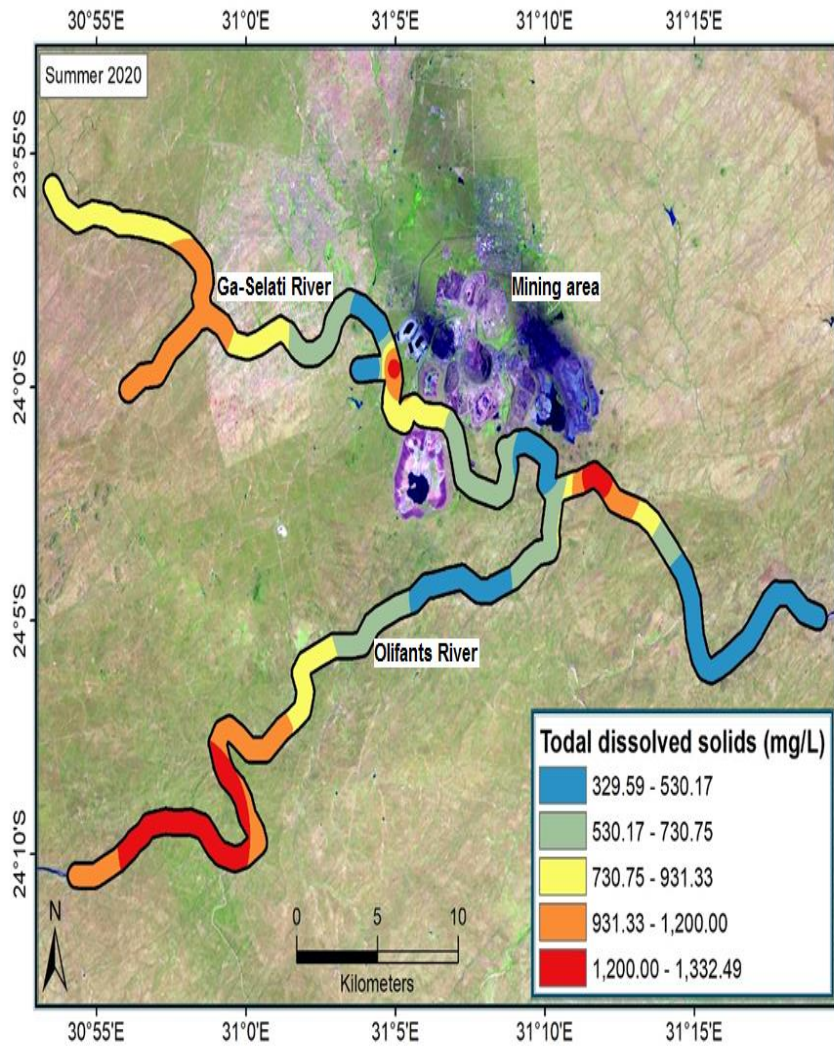 30°55'E 31°0'E 31°5'E 31°10'E 31°15'E
Summer 2020
23°55'S
Ga-Selati River
Mining area
24°0'S
24°5'S
Olifants River
24°10'S
N
0 5 10
Kilometers
Todal dissolved solids (mg/L)
329.59 - 530.17
530.17 - 730.75
730.75 - 931.33
931.33 - 1,200.00
1,200.00 - 1,332.49
30°55'E 31°0'E 31°5'E 31°10'E 31°15'E